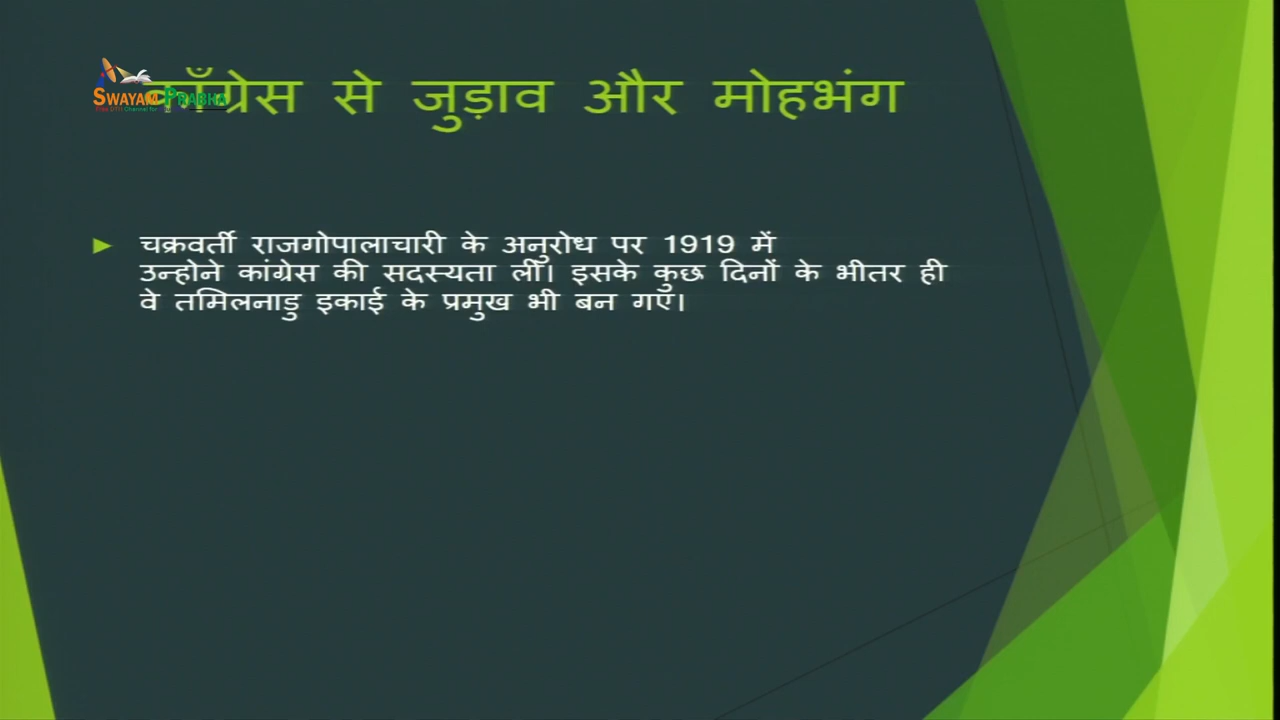 SWAYAM PRABHA
काँग्रेस से जुड़ाव और मोहभंग
चक्रवर्ती राजगोपालाचारी के अनुरोध पर 1919 में
उन्होने कांग्रेस की सदस्यता ली। इसके कुछ दिनों के भीतर ही
वे तमिलनाडु इकाई के प्रमुख भी बन गए।